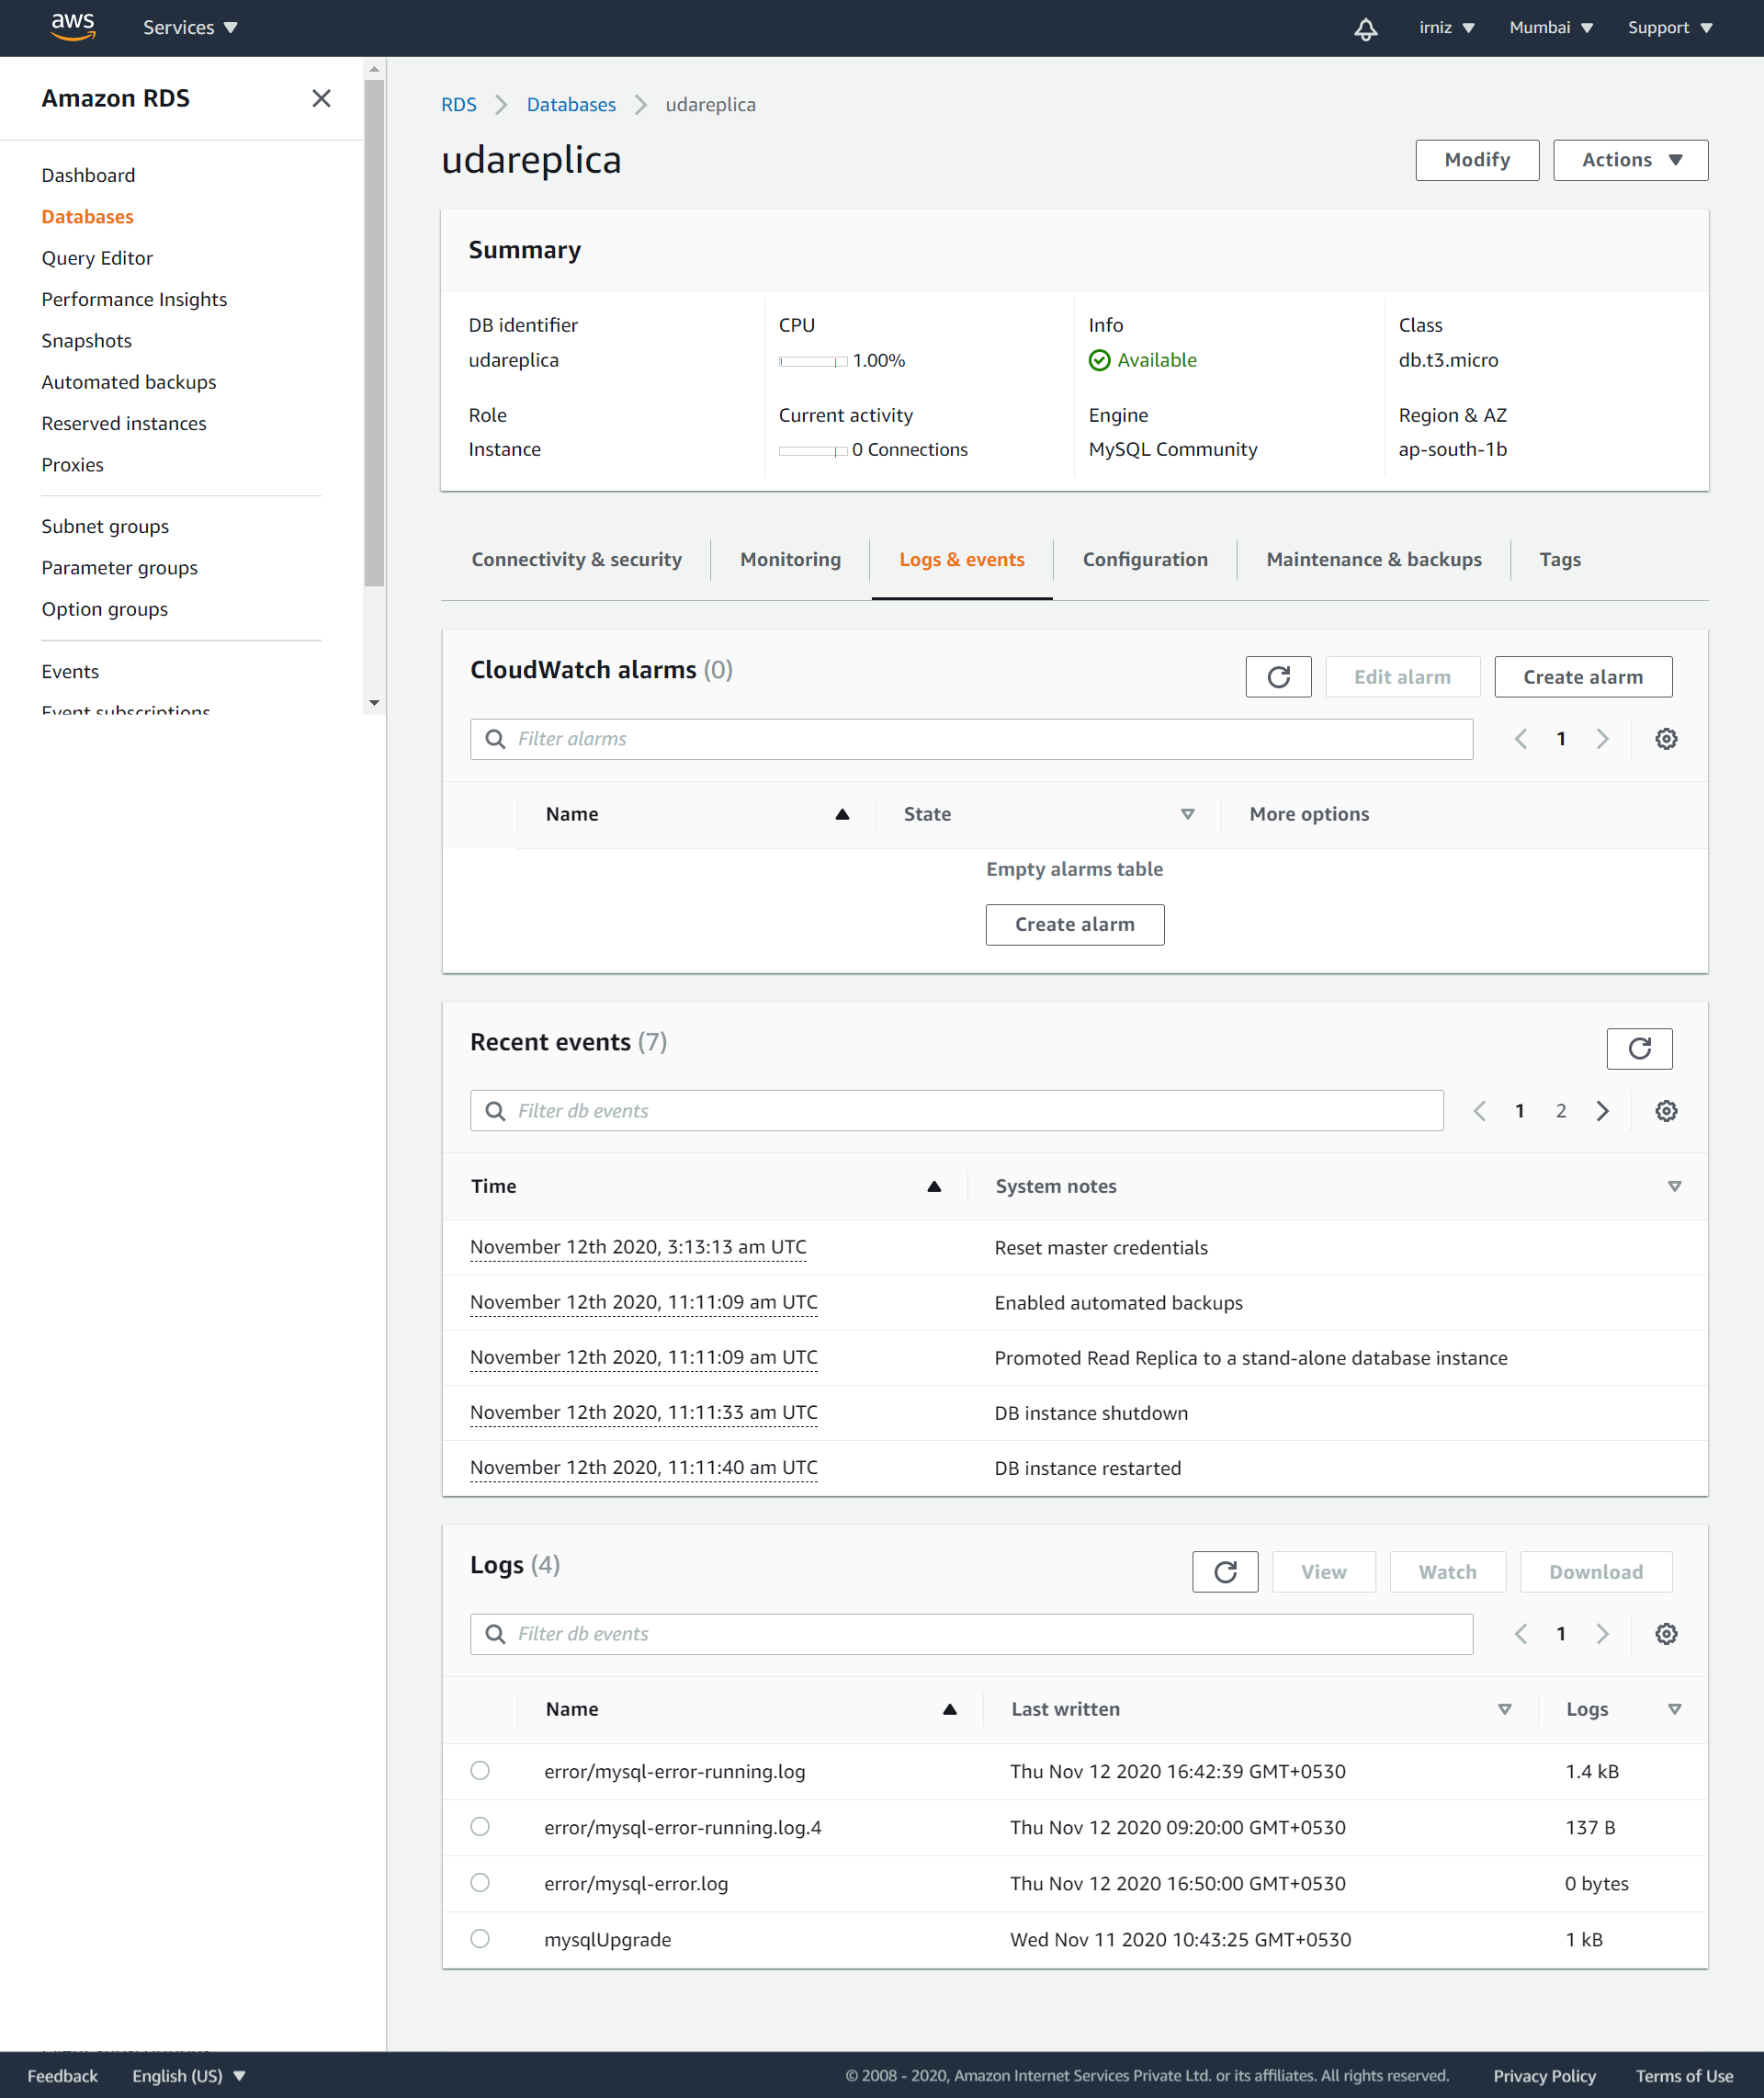 aws Services irniz Mumbai Support
Amazon RDS
Dashboard
Databases
Query Editor
Performance Insights
Snapshots
Automated backups
Reserved instances
Proxies
Subnet groups
Parameter groups
Option groups
Events
Event subscriptions
RDS Databases udareplica
udareplica
Modify Actions
Summary
DB identifier CPU Info Class
udareplica 1.00% Available db.t3.micro
Role Current activity Engine Region & AZ
Instance 0 Connections MySQL Community ap-south-1b
Connectivity & security Monitoring Logs & events Configuration Maintenance & backups Tags
CloudWatch alarms (0)
Edit alarm Create alarm
Filter alarms 1
Name State More options
Empty alarms table
Create alarm
Recent events (7)
Filter db events 1 2
Time System notes
November 12th 2020, 3:13:13 am UTC Reset master credentials
November 12th 2020, 11:11:09 am UTC Enabled automated backups
November 12th 2020, 11:11:09 am UTC Promoted Read Replica to a stand-alone database instance
November 12th 2020, 11:11:33 am UTC DB instance shutdown
November 12th 2020, 11:11:40 am UTC DB instance restarted
Logs (4)
View Watch Download
Filter db events 1
Name Last written Logs
error/mysql-error-running.log Thu Nov 12 2020 16:42:39 GMT+0530 1.4 kB
error/mysql-error-running.log.4 Thu Nov 12 2020 09:20:00 GMT+0530 137 B
error/mysql-error.log Thu Nov 12 2020 16:50:00 GMT+0530 0 bytes
mysqlUpgrade Wed Nov 11 2020 10:43:25 GMT+0530 1 kB
Feedback English (US) © 2008 - 2020, Amazon Internet Services Private Ltd. or its affiliates. All rights reserved. Privacy Policy Terms of Use